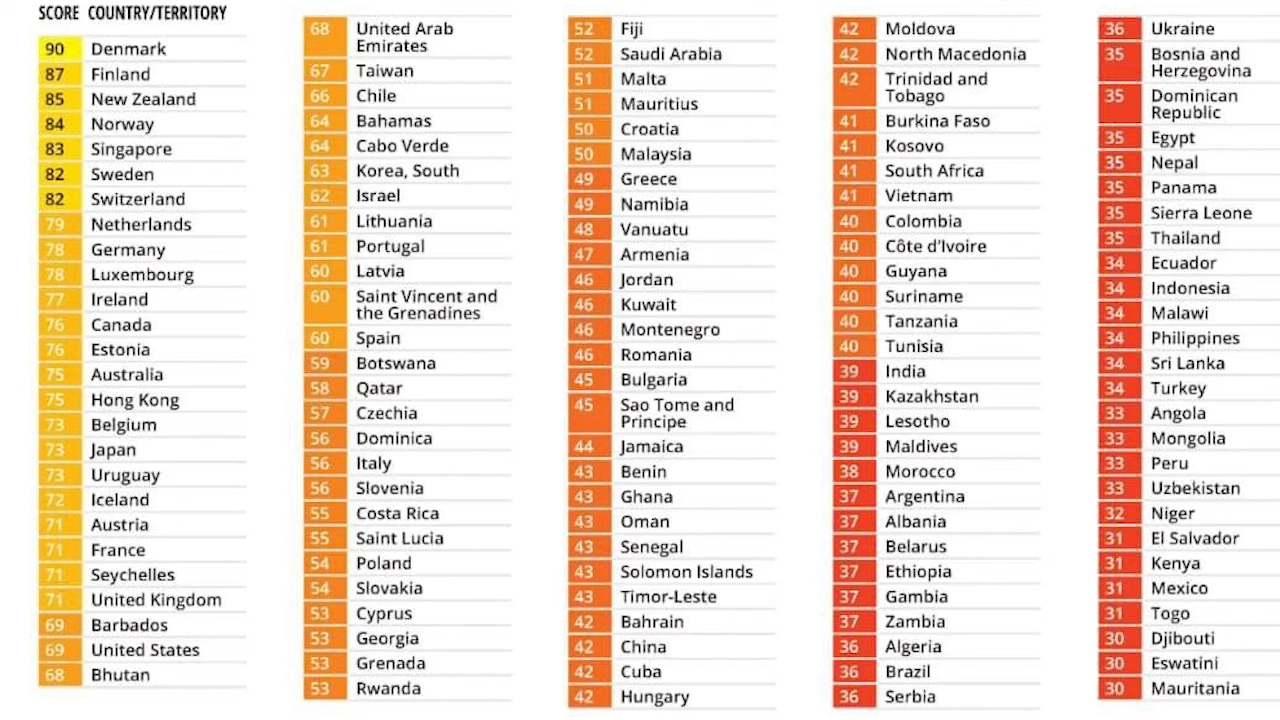 SCORE COUNTRY/TERRITORY
90 Denmark
87 Finland
85 New Zealand
84 Norway
83 Singapore
82 Sweden
82 Switzerland
79 Netherlands
78 Germany
78 Luxembourg
77 Ireland
76 Canada
76 Estonia
75 Australia
75 Hong Kong
73 Belgium
73 Japan
73 Uruguay
72 Iceland
71 Austria
71 France
71 Seychelles
71 United Kingdom
69 Barbados
69 United States
68 Bhutan
68 United Arab
Emirates
67 Taiwan
66 Chile
64 Bahamas
64 Cabo Verde
63 Korea, South
62 Israel
61 Lithuania
61 Portugal
60 Latvia
60 Saint Vincent and
the Grenadines
60 Spain
59 Botswana
58 Qatar
57 Czechia
56 Dominica
56 Italy
56 Slovenia
55 Costa Rica
55 Saint Lucia
54 Poland
54 Slovakia
53 Cyprus
53 Georgia
53 Grenada
53 Rwanda
52 Fiji
52 Saudi Arabia
51 Malta
51 Mauritius
50 Croatia
50 Malaysia
49 Greece
49 Namibia
48 Vanuatu
47 Armenia
46 Jordan
46 Kuwait
46 Montenegro
46 Romania
45 Bulgaria
45 Sao Tome and
Principe
44 Jamaica
43 Benin
43 Ghana
43 Oman
43 Senegal
43 Solomon Islands
43 Timor-Leste
42 Bahrain
42 China
42 Cuba
42 Hungary
42 Moldova
42 North Macedonia
42 Trinidad and
Tobago
41 Burkina Faso
41 Kosovo
41 South Africa
41 Vietnam
40 Colombia
40 Côte d'Ivoire
40 Guyana
40 Suriname
40 Tanzania
40 Tunisia
39 India
39 Kazakhstan
39 Lesotho
39 Maldives
38 Morocco
37 Argentina
37 Albania
37 Belarus
37 Ethiopia
37 Gambia
37 Zambia
36 Algeria
36 Brazil
36 Serbia
36 Ukraine
35 Bosnia and
Herzegovina
35 Dominican
Republic
35 Egypt
35 Nepal
35 Panama
35 Sierra Leone
35 Thailand
34 Ecuador
34 Indonesia
34 Malawi
34 Philippines
34 Sri Lanka
34 Turkey
33 Angola
33 Mongolia
33 Peru
33 Uzbekistan
32 Niger
31 El Salvador
31 Kenya
31 Mexico
31 Togo
30 Djibouti
30 Eswatini
30 Mauritania